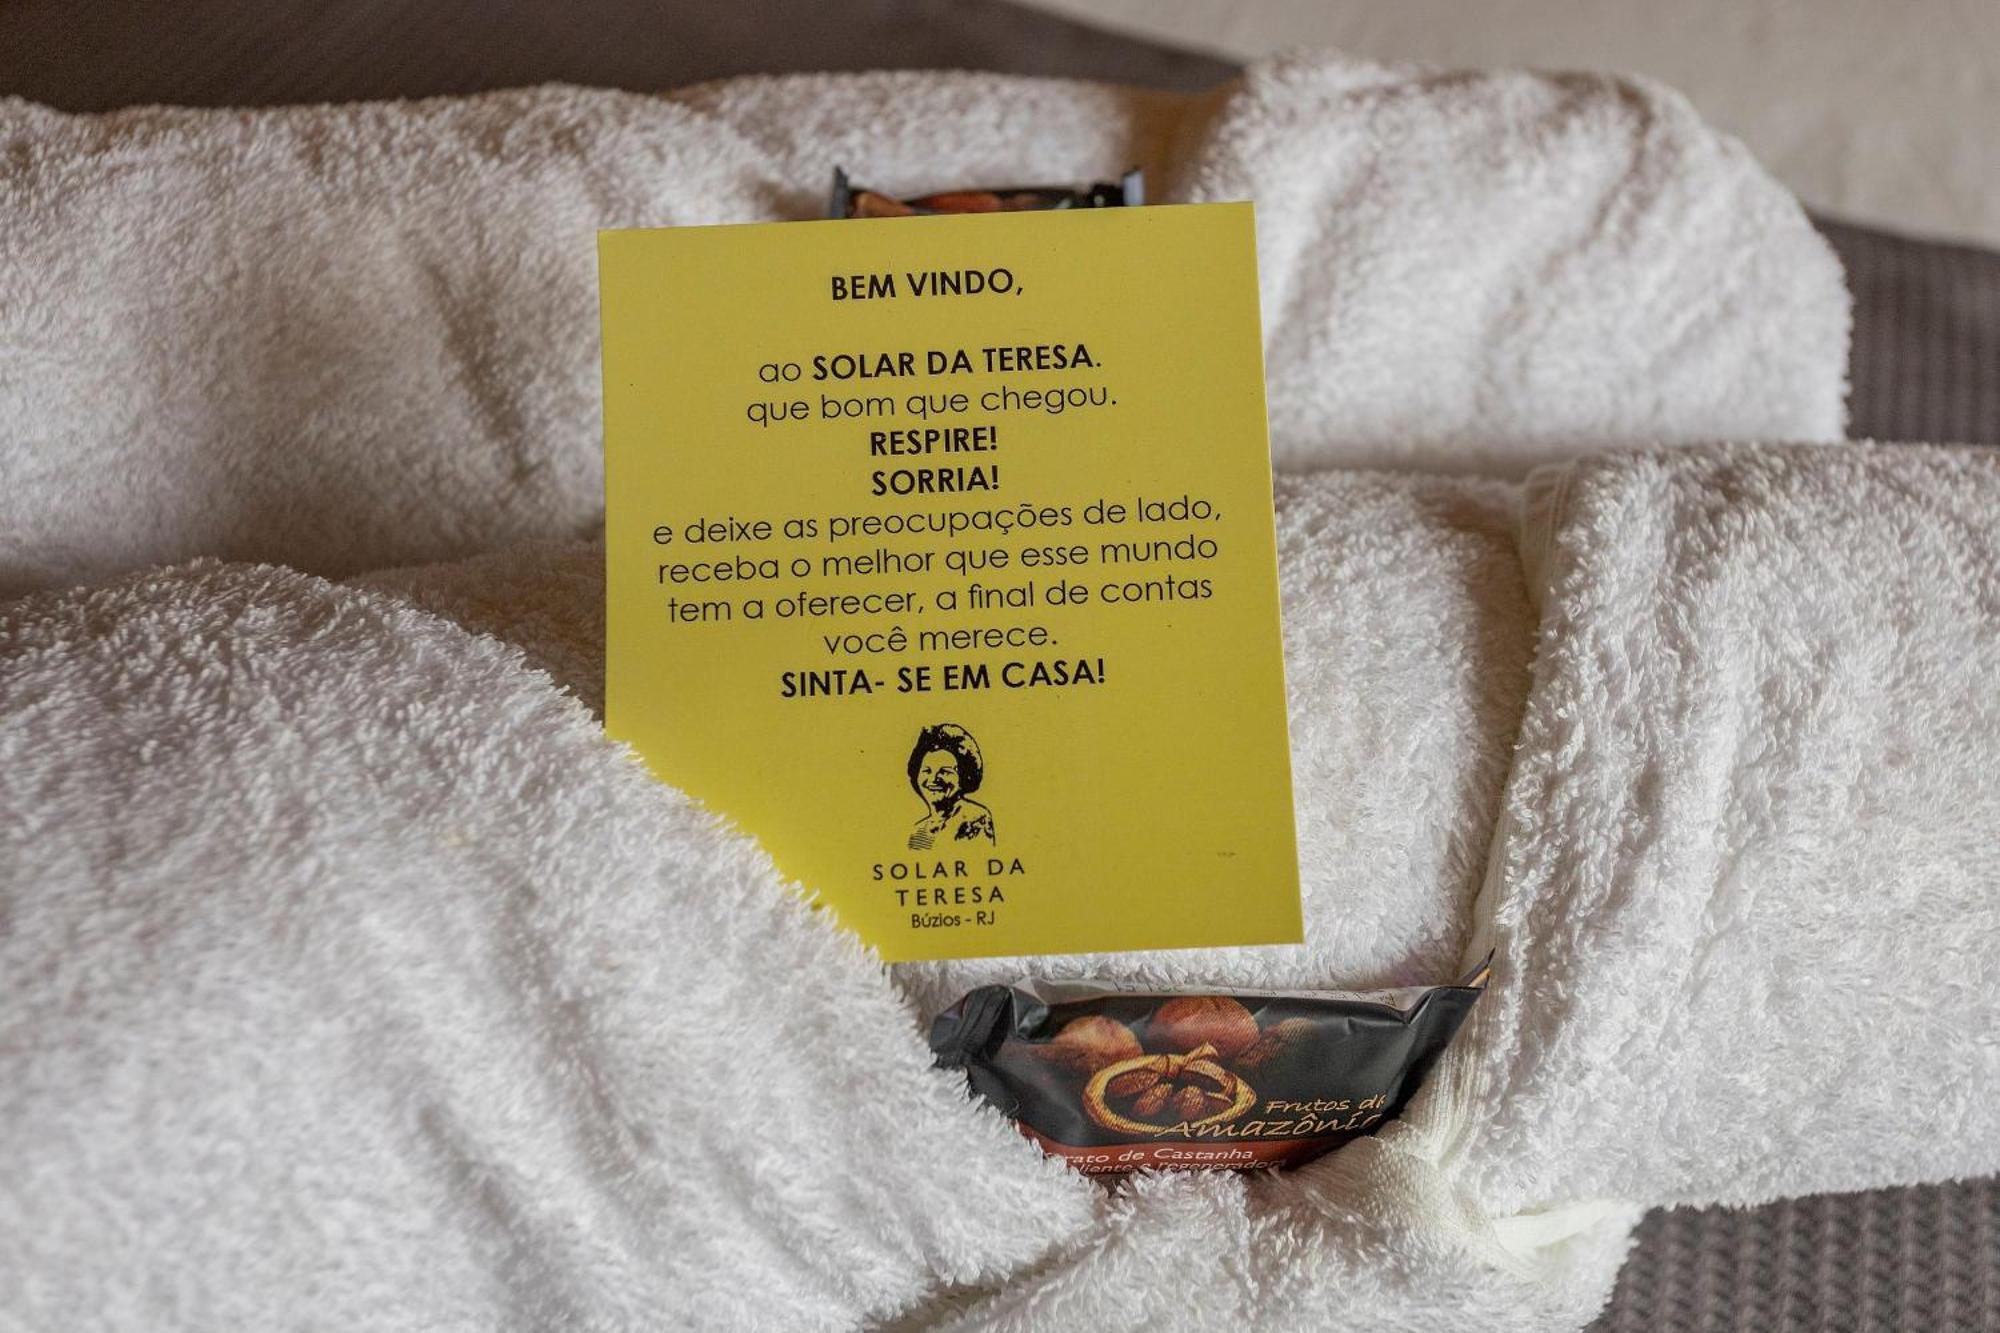 BEM VINDO,
ao SOLAR DA TERESA.
que bom que chegou.
RESPIRE!
SORRIA!
e deixe as preocupações de lado,
receba o melhor que esse mundo
tem a oferecer, a final de contas
você merece.
SINTA- SE EM CASA!
SOLAR DA
TERESA
Búzios - RJ
Frutos da
Amazônia
de Castanha